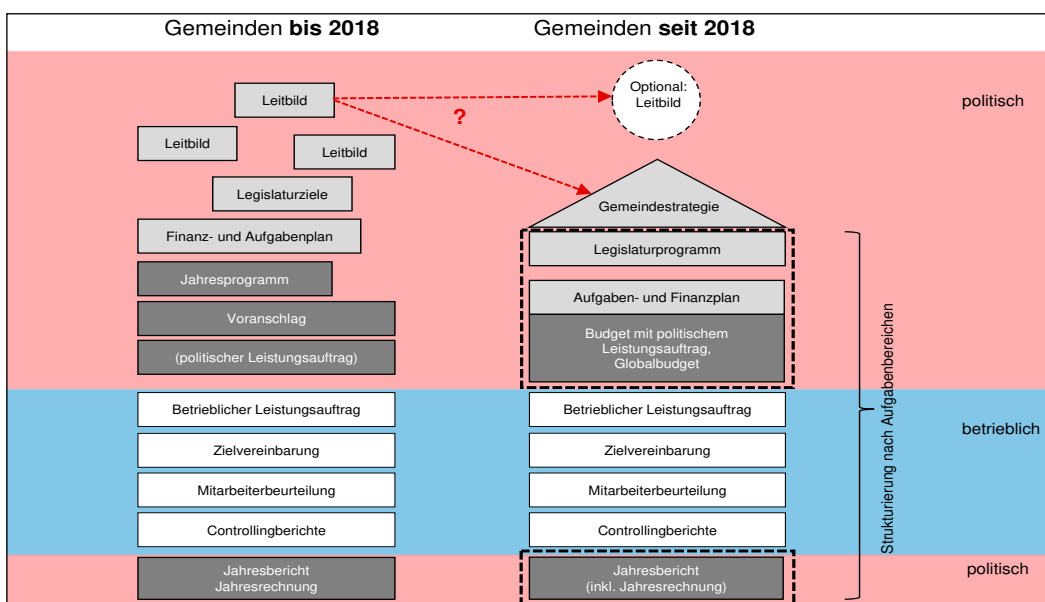 Gemeinden bis 2018
Gemeinden seit 2018
Leitbild
Leitbild
Leitbild
Legislaturziele
Finanz- und Aufgabenplan
Jahresprogramm
Voranschlag
(politischer Leistungsauftrag)
Betrieblicher Leistungsauftrag
Zielvereinbarung
Mitarbeiterbeurteilung
Controllingberichte
Jahresbericht
Jahresrechnung
?
Optional:
Leitbild
Gemeindestrategie
Legislaturprogramm
Aufgaben- und Finanzplan
Budget mit politischem
Leistungsauftrag,
Globalbudget
Betrieblicher Leistungsauftrag
Zielvereinbarung
Mitarbeiterbeurteilung
Controllingberichte
Jahresbericht
(inkl. Jahresrechnung)
Strukturierung nach Aufgabenbereichen
politisch
betrieblich
politisch